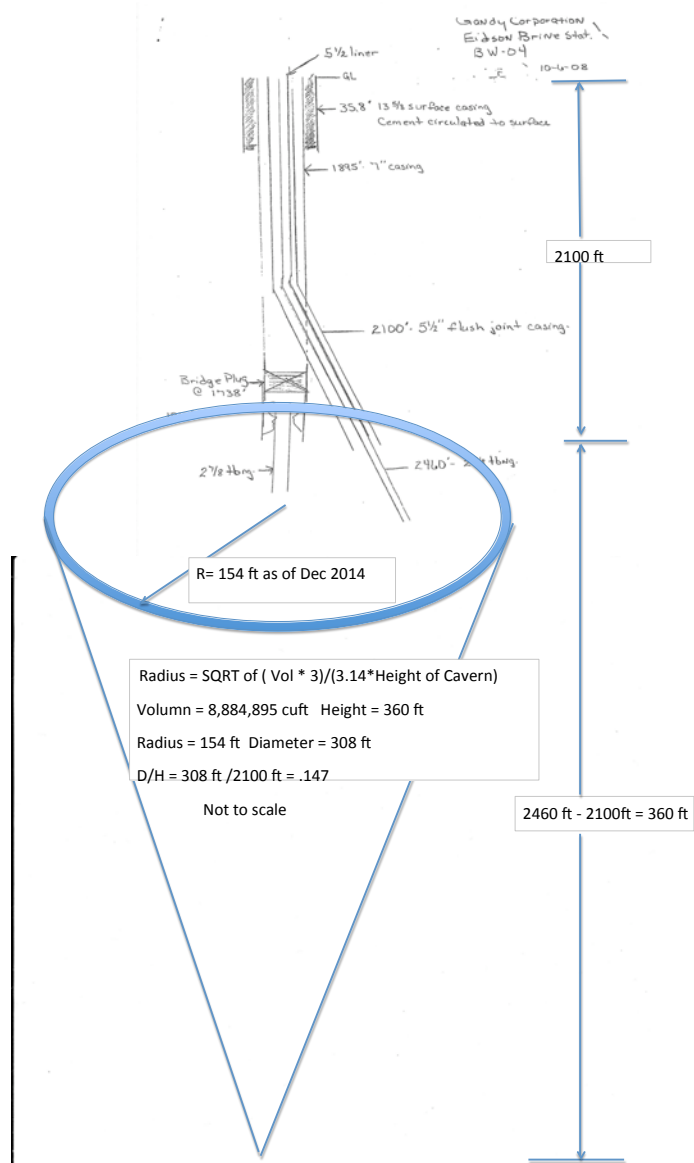 Gandy Corporation
Eidson Brine Stat.
BW-04
10-6-08
5½ liner
GL
35.8' 13⅜ surface casing
Cement circulated to surface
1895'- 7" casing
2100 ft
2100'- 5½" flush joint casing.
Bridge Plug
@ 1738'
2⅞ tbng.
2460'- tbng.
R= 154 ft as of Dec 2014
Radius = SQRT of ( Vol * 3)/(3.14*Height of Cavern)
Volumn = 8,884,895 cuft Height = 360 ft
Radius = 154 ft Diameter = 308 ft
D/H = 308 ft /2100 ft = .147
Not to scale
2460 ft - 2100ft = 360 ft